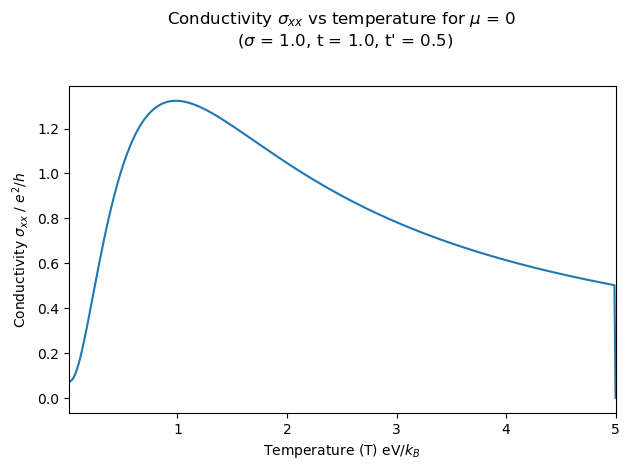 Conductivity σxx vs temperature for μ = 0
(σ = 1.0, t = 1.0, t' = 0.5)
Conductivity σxx / e²/h
1.2
1.0
0.8
0.6
0.4
0.2
0.0
1 2 3 4 5
Temperature (T) eV/kB